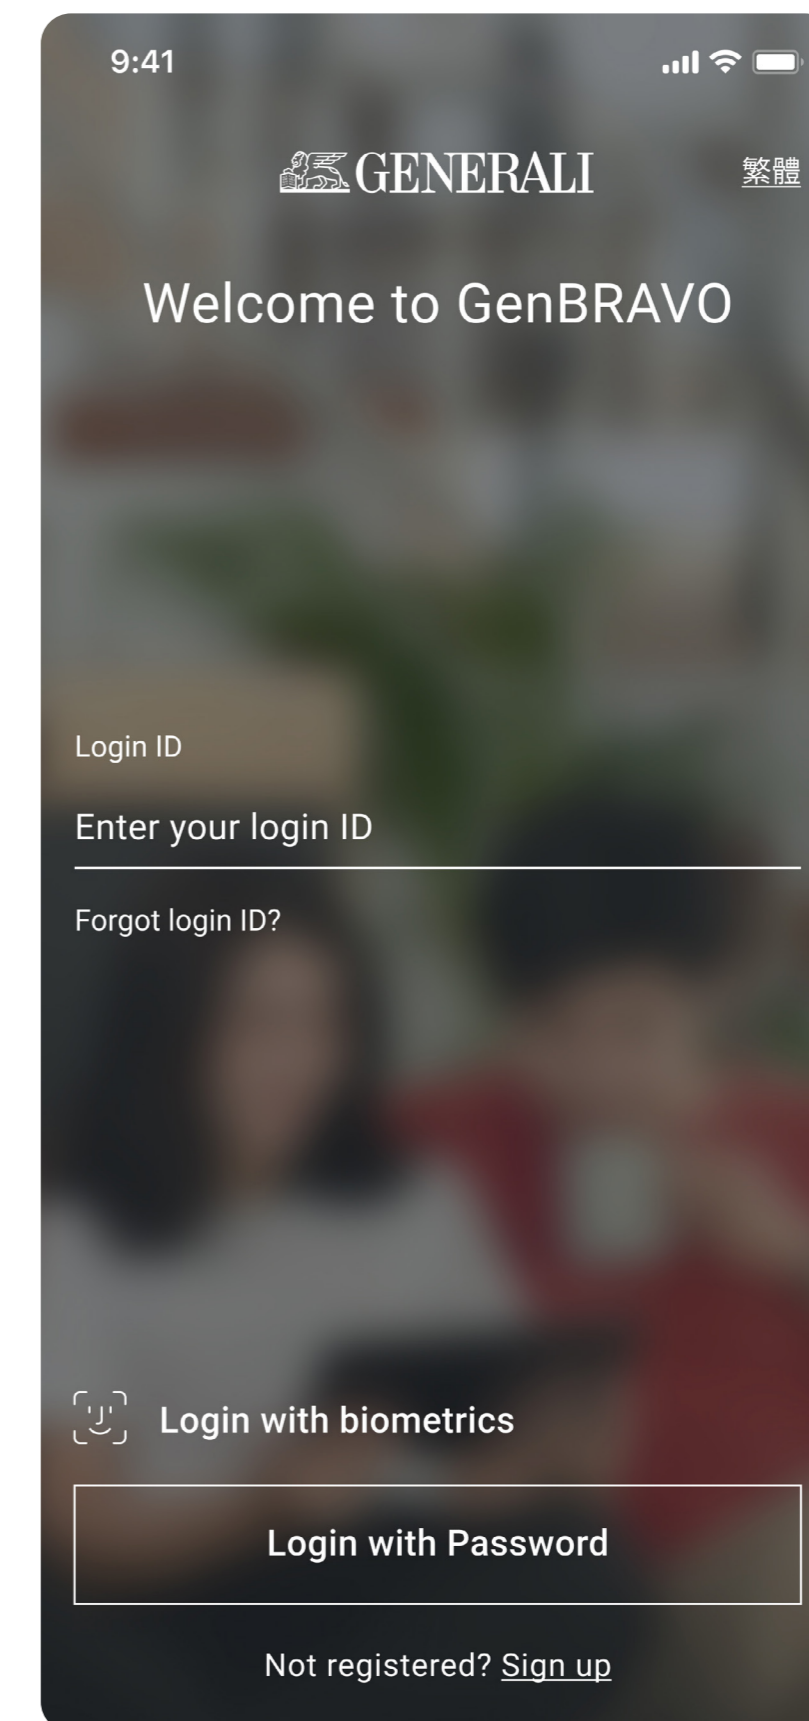 9:41
GENERALI
繁體
Welcome to GenBRAVO
Login ID
Enter your login ID
Forgot login ID?
Login with biometrics
Login with Password
Not registered? Sign up